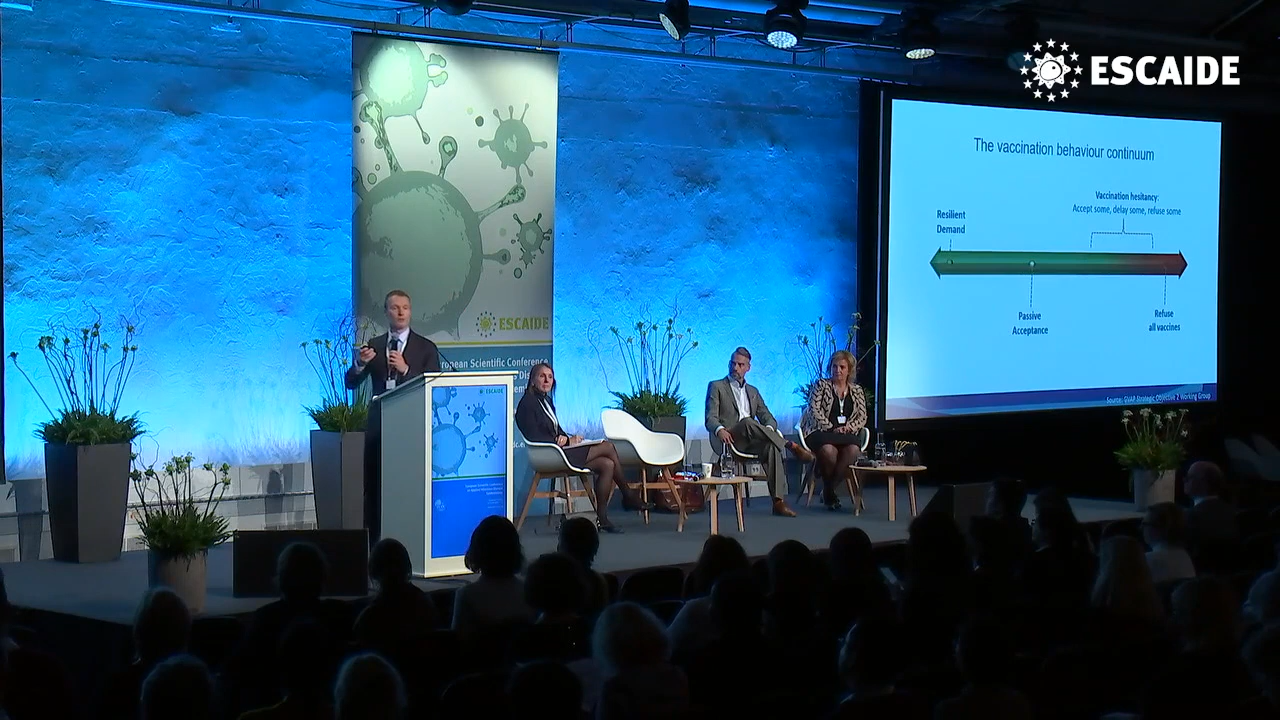 ESCAIDE
The vaccination behaviour continuum
Vaccination hesitancy:
Accept some, delay some, refuse some
Resilient
Demand
Passive
Acceptance
Refuse
all vaccines
Source: GVAP Strategic Objective 2 Working Group
ESCAIDE
European Scientific Conference
ESCAIDE